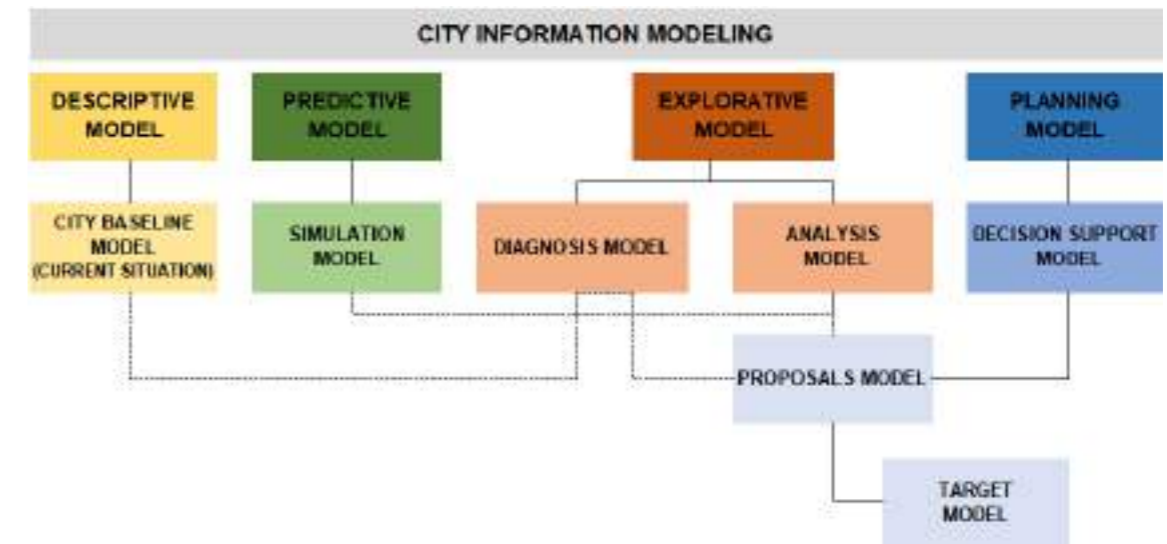 CITY INFORMATION MODELING
DESCRIPTIVE
MODEL
PREDICTIVE
MODEL
EXPLORATIVE
MODEL
PLANNING
MODEL
CITY BASELINE
MODEL
(CURRENT SITUATION)
SIMULATION
MODEL
DIAGNOSIS MODEL
ANALYSIS
MODEL
DECISION SUPPORT
MODEL
PROPOSALS MODEL
TARGET
MODEL